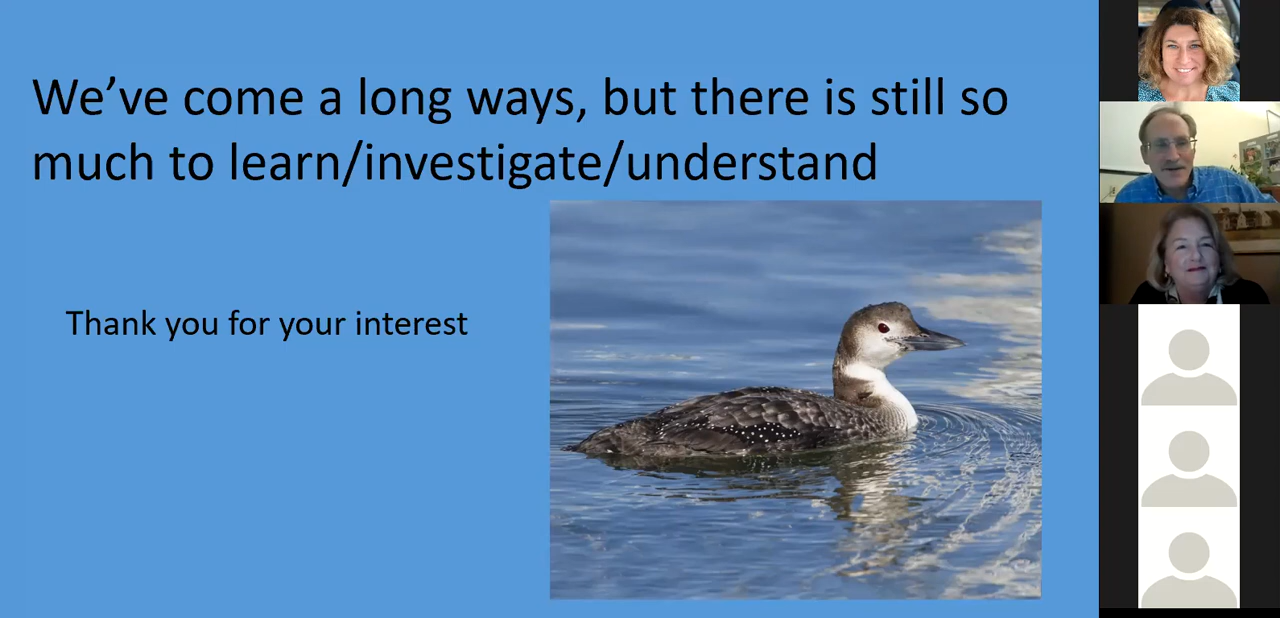 We've come a long ways, but there is still so
much to learn/investigate/understand
Thank you for your interest